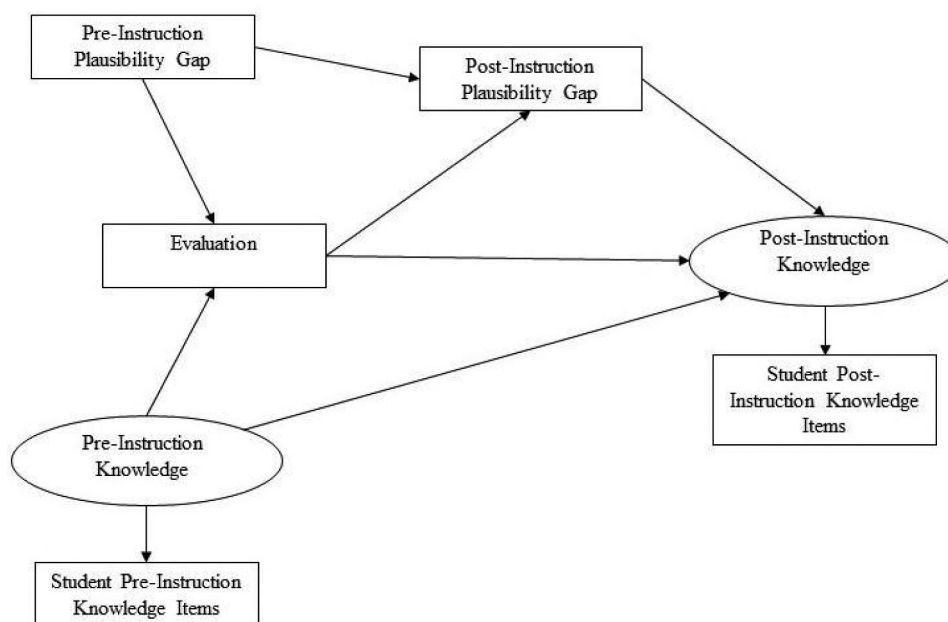 Pre-Instruction
Plausibility Gap
Post-Instruction
Plausibility Gap
Evaluation
Post-Instruction
Knowledge
Student Post-
Instruction Knowledge
Items
Pre-Instruction
Knowledge
Student Pre-Instruction
Knowledge Items